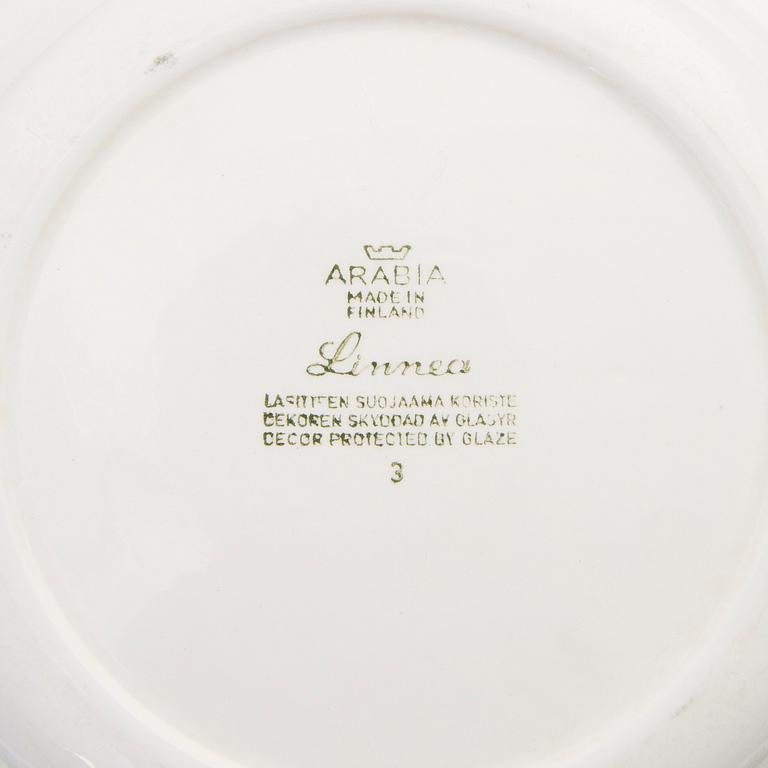 ARABIA
MADE IN
FINLAND
Linnea
LASITTEEN SUOJAAMA KORISTE
DEKOREN SKYDDAD AV GLASYR
DECOR PROTECTED BY GLAZE
3